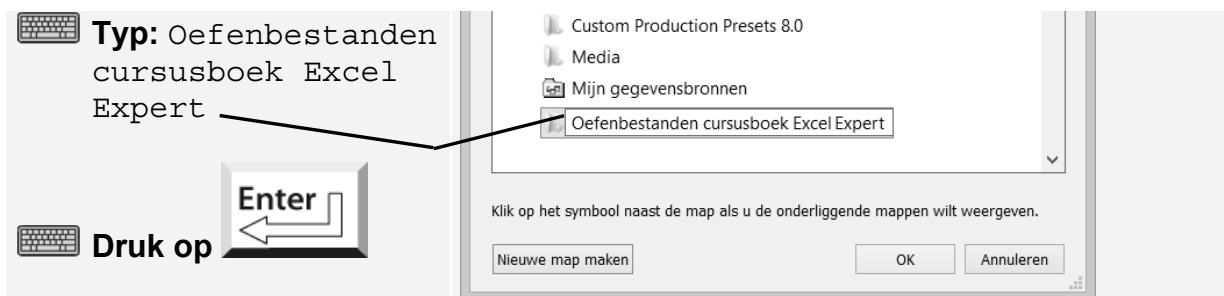 Typ: Oefenbestanden
cursusboek Excel
Expert
Enter
Druk op
Custom Production Presets 8.0
Media
Mijn gegevensbronnen
Oefenbestanden cursusboek Excel Expert
Klik op het symbool naast de map als u de onderliggende mappen wilt weergeven.
Nieuwe map maken
OK
Annuleren